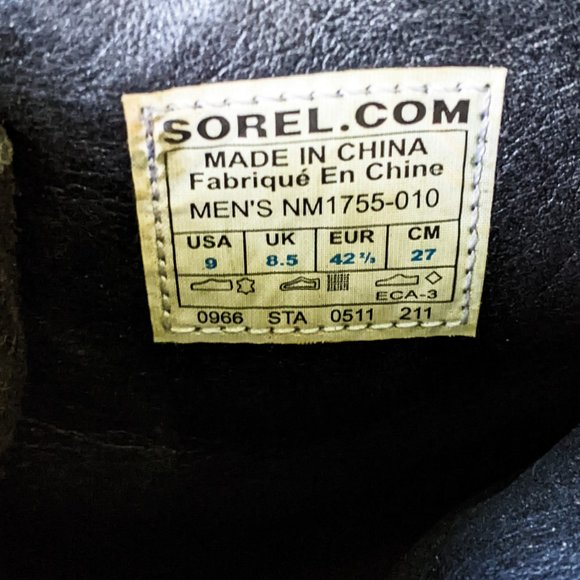 SOREL.COM
MADE IN CHINA
Fabriqué En Chine
MEN'S NM1755-010
USA UK EUR CM
9 8.5 42 ⅔ 27
ECA-3
0966 STA 0511 211